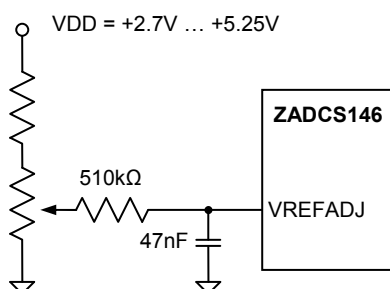 VDD = +2.7V ... +5.25V
ZADCS146
510kΩ
VREFADJ
47nF